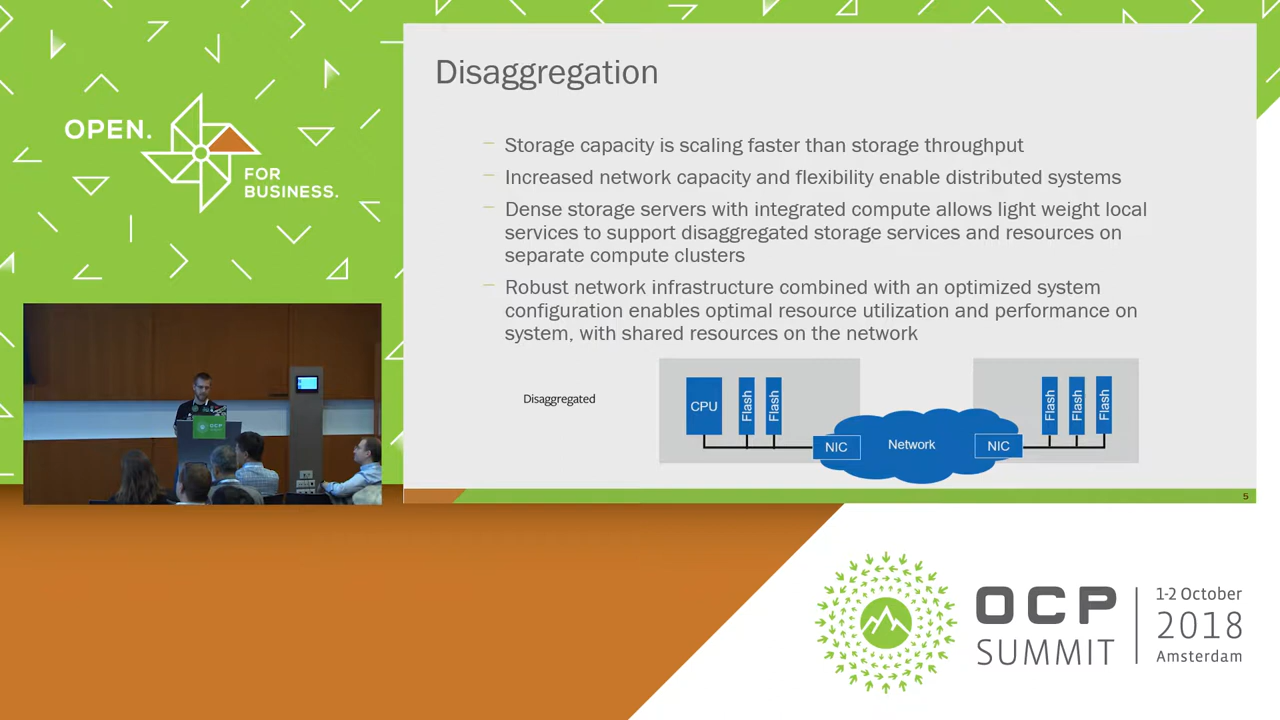 OPEN.
FOR
BUSINESS.
Disaggregation
– Storage capacity is scaling faster than storage throughput
– Increased network capacity and flexibility enable distributed systems
– Dense storage servers with integrated compute allows light weight local
services to support disaggregated storage services and resources on
separate compute clusters
– Robust network infrastructure combined with an optimized system
configuration enables optimal resource utilization and performance on
system, with shared resources on the network
Disaggregated
CPU
Flash
Flash
NIC
Network
NIC
Flash
Flash
Flash
5
OCP
OCP
SUMMIT
1-2 October
2018
Amsterdam